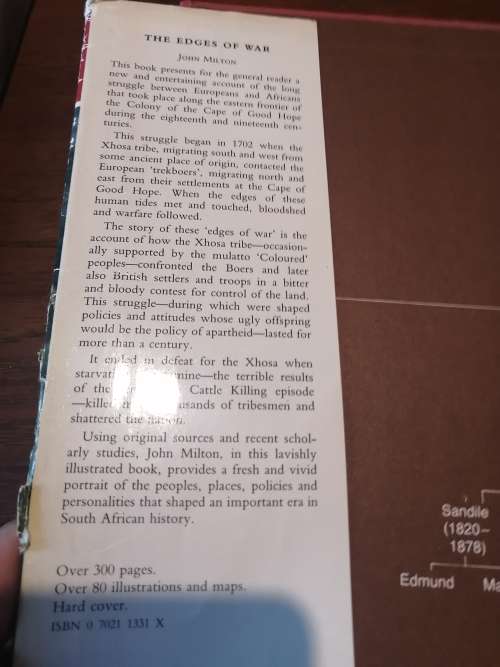 THE EDGES OF WAR
JOHN MILTON
This book presents for the general reader a
new and entertaining account of the long
struggle between Europeans and Africans
that took place along the eastern frontier of
the Colony of the Cape of Good Hope
during the eighteenth and nineteenth cen-
turies.
This struggle began in 1702 when the
Xhosa tribe, migrating south and west from
some ancient place of origin, contacted the
European 'trekboers', migrating north and
east from their settlements at the Cape of
Good Hope. When the edges of these
human tides met and touched, bloodshed
and warfare followed.
The story of these 'edges of war' is the
account of how the Xhosa tribe—occasion-
ally supported by the mulatto 'Coloured'
peoples—confronted the Boers and later
also British settlers and troops in a bitter
and bloody contest for control of the land.
This struggle—during which were shaped
policies and attitudes whose ugly offspring
would be the policy of apartheid—lasted for
more than a century.
It ended in defeat for the Xhosa when
—the terrible results
of the Cattle Killing episode
of tribesmen and
shattered the nation.
Using original sources and recent schol-
arly studies, John Milton, in this lavishly
illustrated book, provides a fresh and vivid
portrait of the peoples, places, policies and
personalities that shaped an important era in
South African history.
Over 300 pages.
Over 80 illustrations and maps.
Hard cover.
ISBN 0 7021 1331 X
Sandile
(1820–
1878)
Edmund